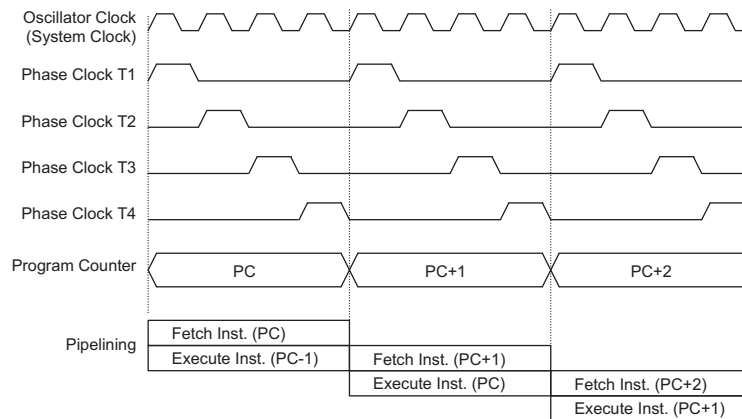 Oscillator Clock
(System Clock)
Phase Clock T1
Phase Clock T2
Phase Clock T3
Phase Clock T4
Program Counter
PC
PC+1
PC+2
Pipelining
Fetch Inst. (PC)
Execute Inst. (PC-1)
Fetch Inst. (PC+1)
Execute Inst. (PC)
Fetch Inst. (PC+2)
Execute Inst. (PC+1)